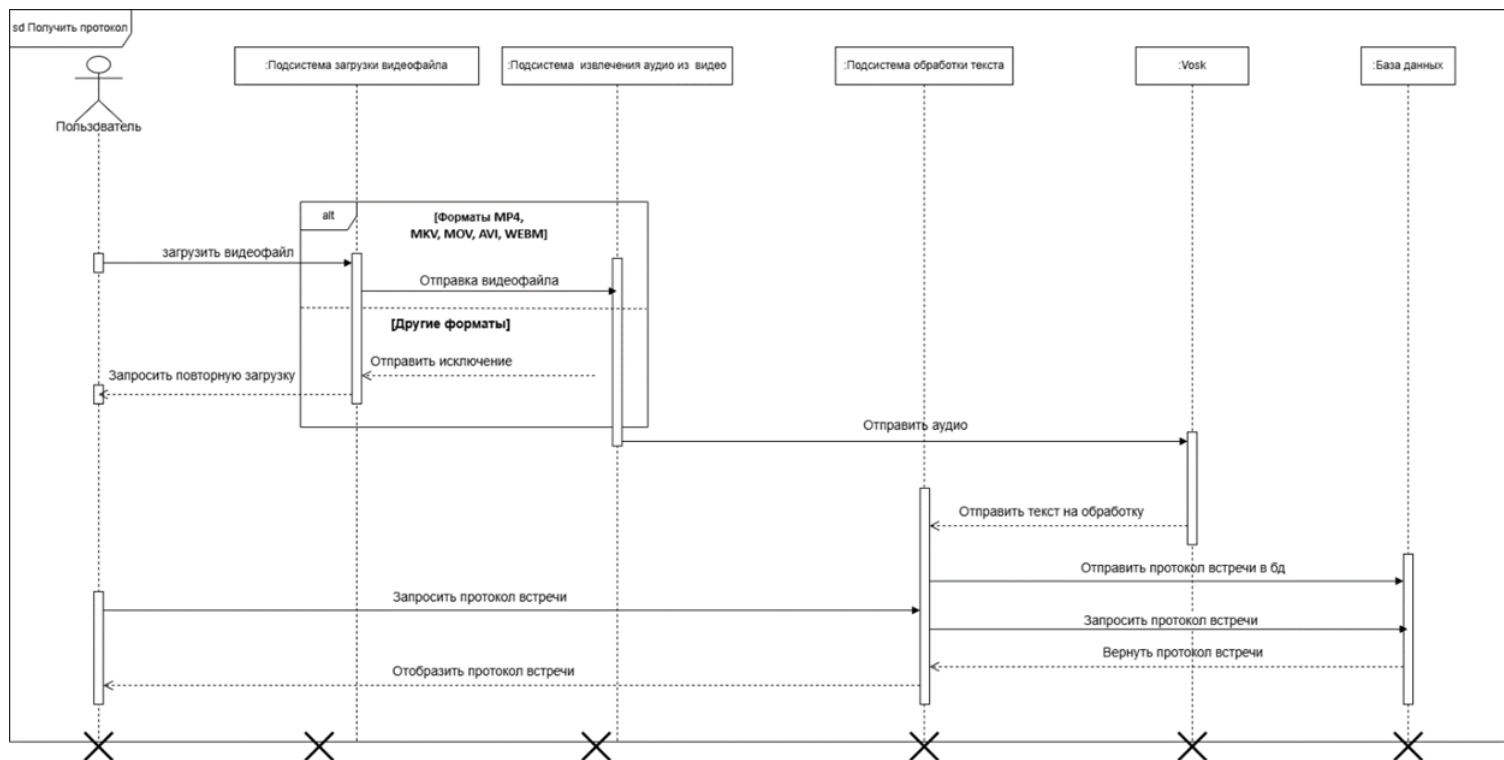 sd Получить протокол
:Подсистема загрузки видеофайла
:Подсистема извлечения аудио из видео
:Подсистема обработки текста
:Vosk
:База данных
Пользователь
alt
[Форматы MP4,
MKV, MOV, AVI, WEBM]
загрузить видеофайл
Отправка видеофайла
[Другие форматы]
Отправить исключение
Запросить повторную загрузку
Отправить аудио
Отправить текст на обработку
Отправить протокол встречи в бд
Запросить протокол встречи
Запросить протокол встречи
Вернуть протокол встречи
Отобразить протокол встречи